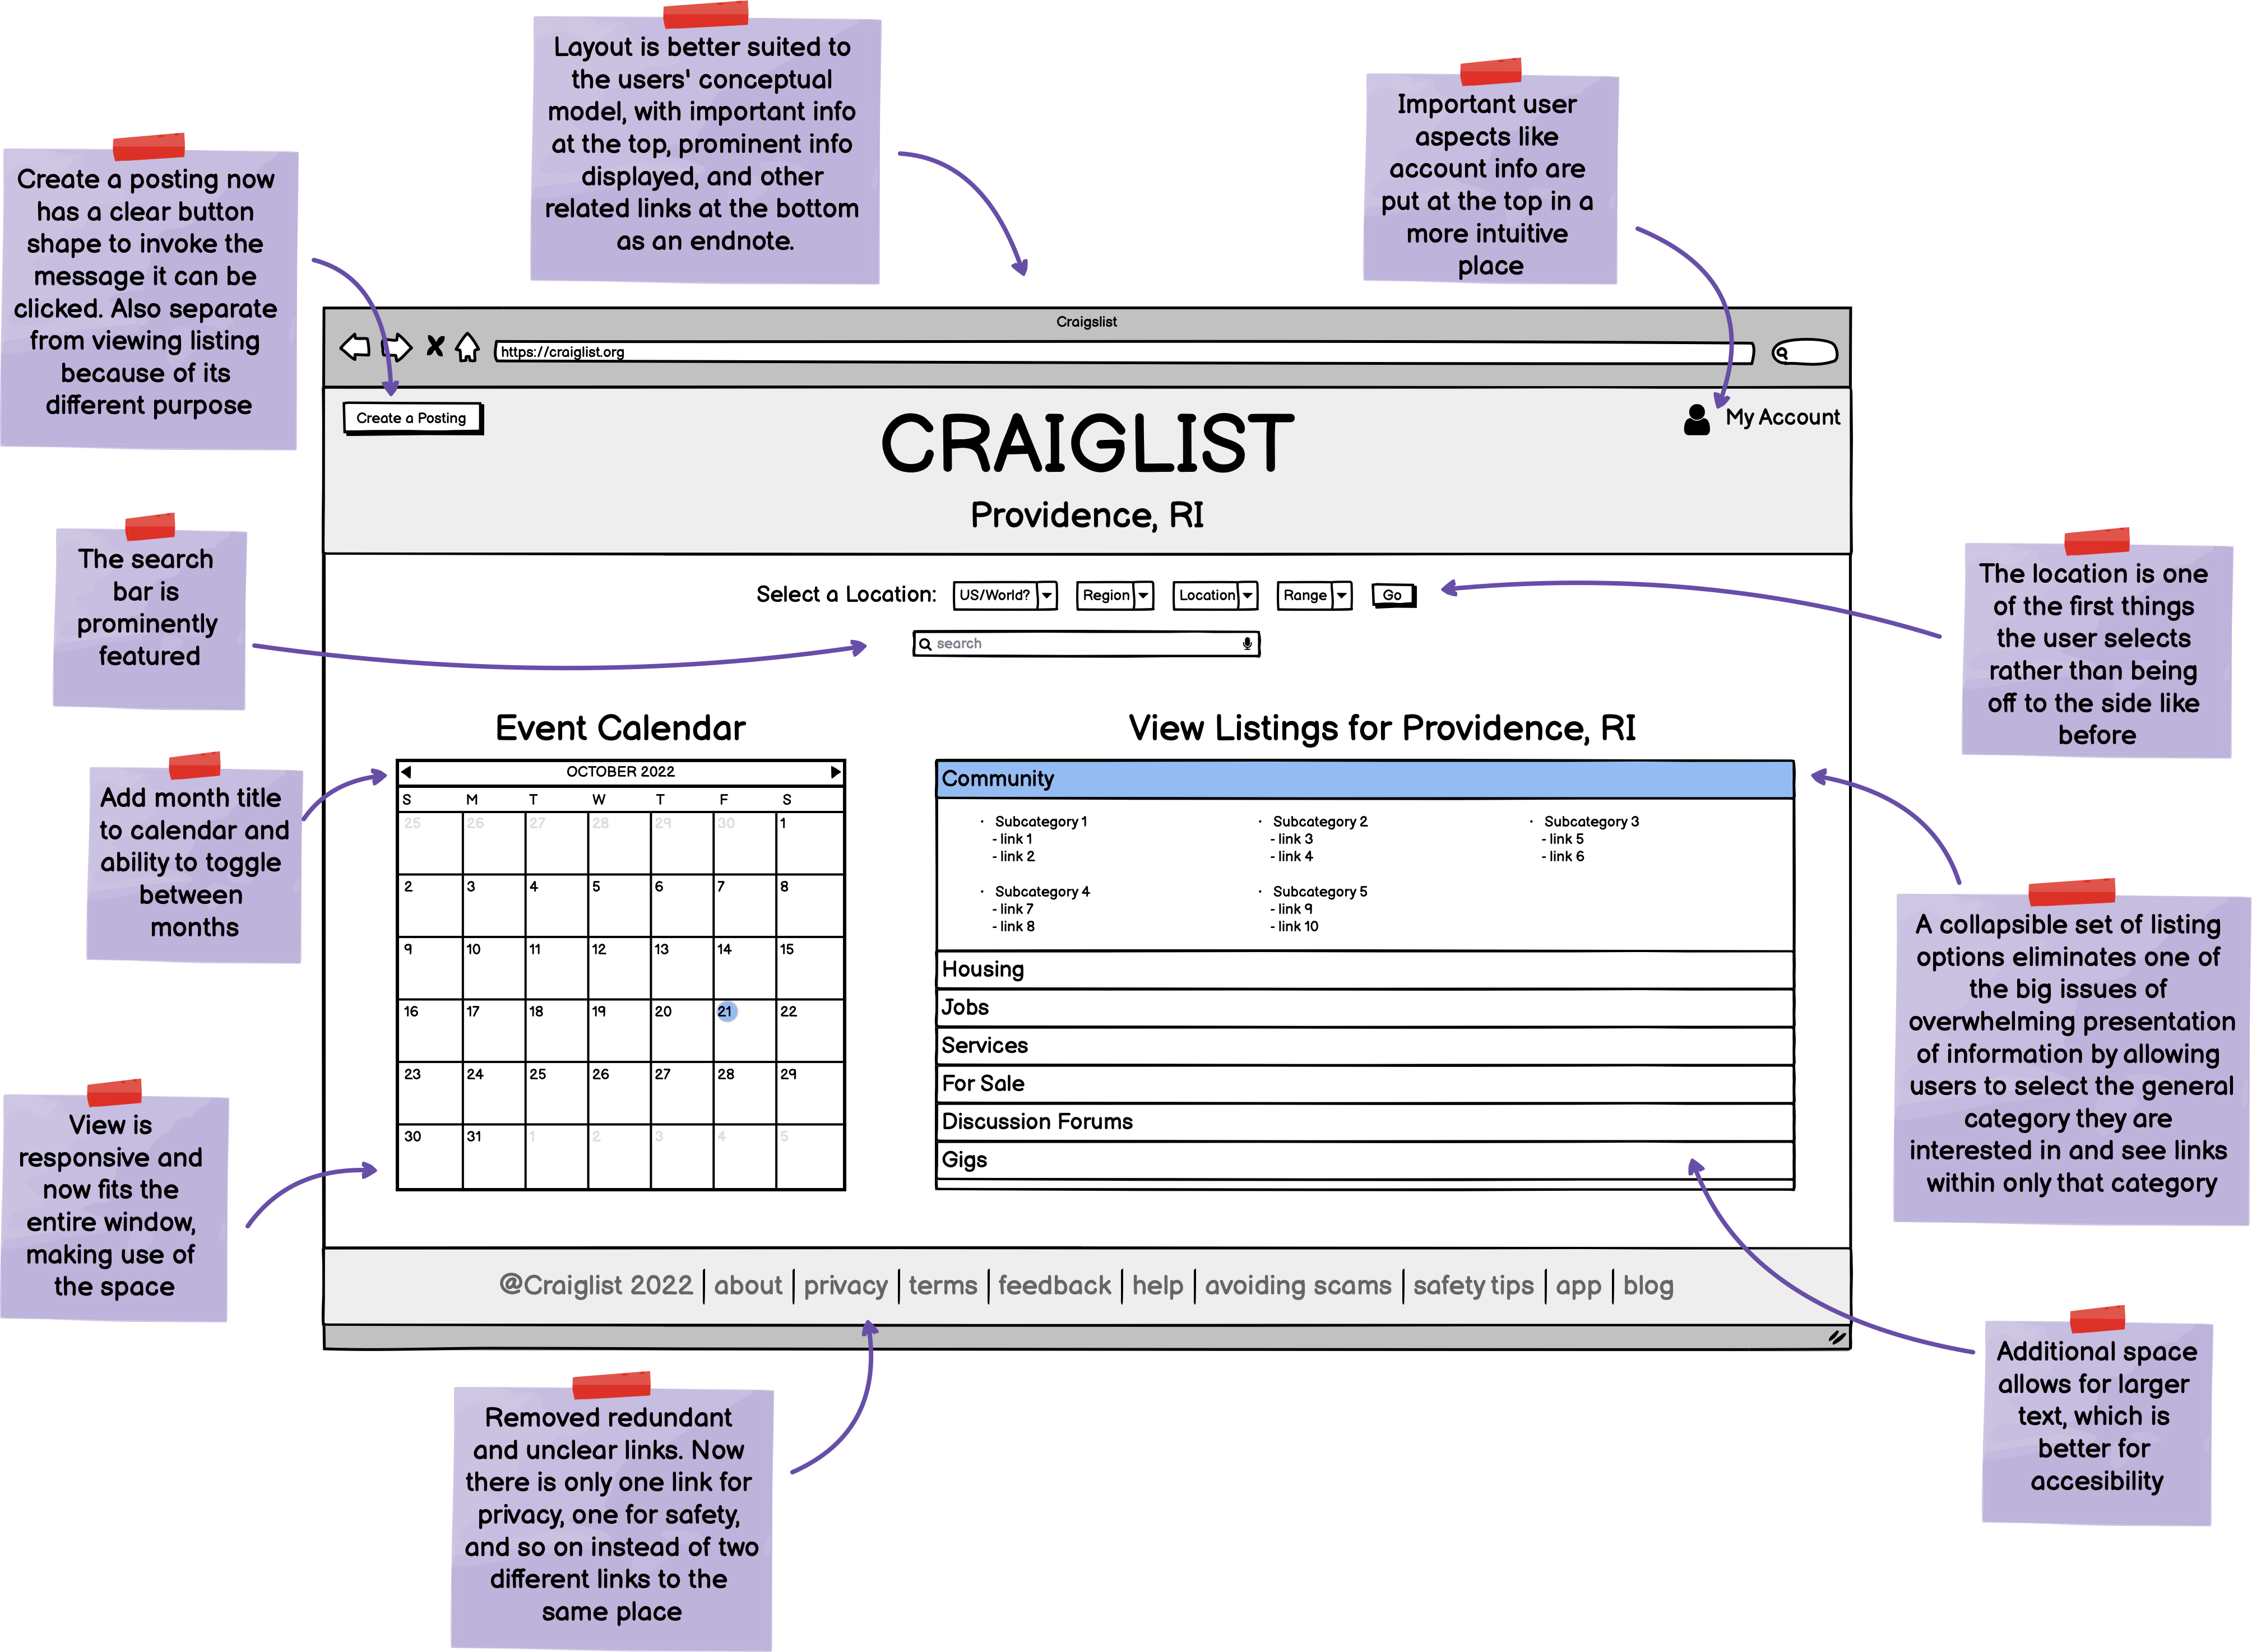 Layout is better suited to
the users' conceptual
model, with important info
at the top, prominent info
displayed, and other
related links at the bottom
as an endnote.
Important user
aspects like
account info are
put at the top in a
more intuitive
place
Create a posting now
has a clear button
shape to invoke the
message it can be
clicked. Also separate
from viewing listing
because of its
different purpose
Craigslist
https://craiglist.org
Create a Posting
CRAIGLIST
My Account
Providence, RI
The search
bar is
prominently
featured
Select a Location: US/World? Region Location Range Go
search
The location is one
of the first things
the user selects
rather than being
off to the side like
before
Event Calendar
View Listings for Providence, RI
Add month title
to calendar and
ability to toggle
between
months
OCTOBER 2022
S M T W T F S
25 26 27 28 29 30 1
2 3 4 5 6 7 8
9 10 11 12 13 14 15
16 17 18 19 20 21 22
23 24 25 26 27 28 29
30 31 1 2 3 4 5
Community
· Subcategory 1
- link 1
- link 2
· Subcategory 2
- link 3
- link 4
· Subcategory 3
- link 5
- link 6
· Subcategory 4
- link 7
- link 8
· Subcategory 5
- link 9
- link 10
Housing
Jobs
Services
For Sale
Discussion Forums
Gigs
A collapsible set of listing
options eliminates one of
the big issues of
overwhelming presentation
of information by allowing
users to select the general
category they are
interested in and see links
within only that category
View is
responsive and
now fits the
entire window,
making use of
the space
@Craiglist 2022 | about | privacy | terms | feedback | help | avoiding scams | safety tips | app | blog
Additional space
allows for larger
text, which is
better for
accesibility
Removed redundant
and unclear links. Now
there is only one link for
privacy, one for safety,
and so on instead of two
different links to the
same place